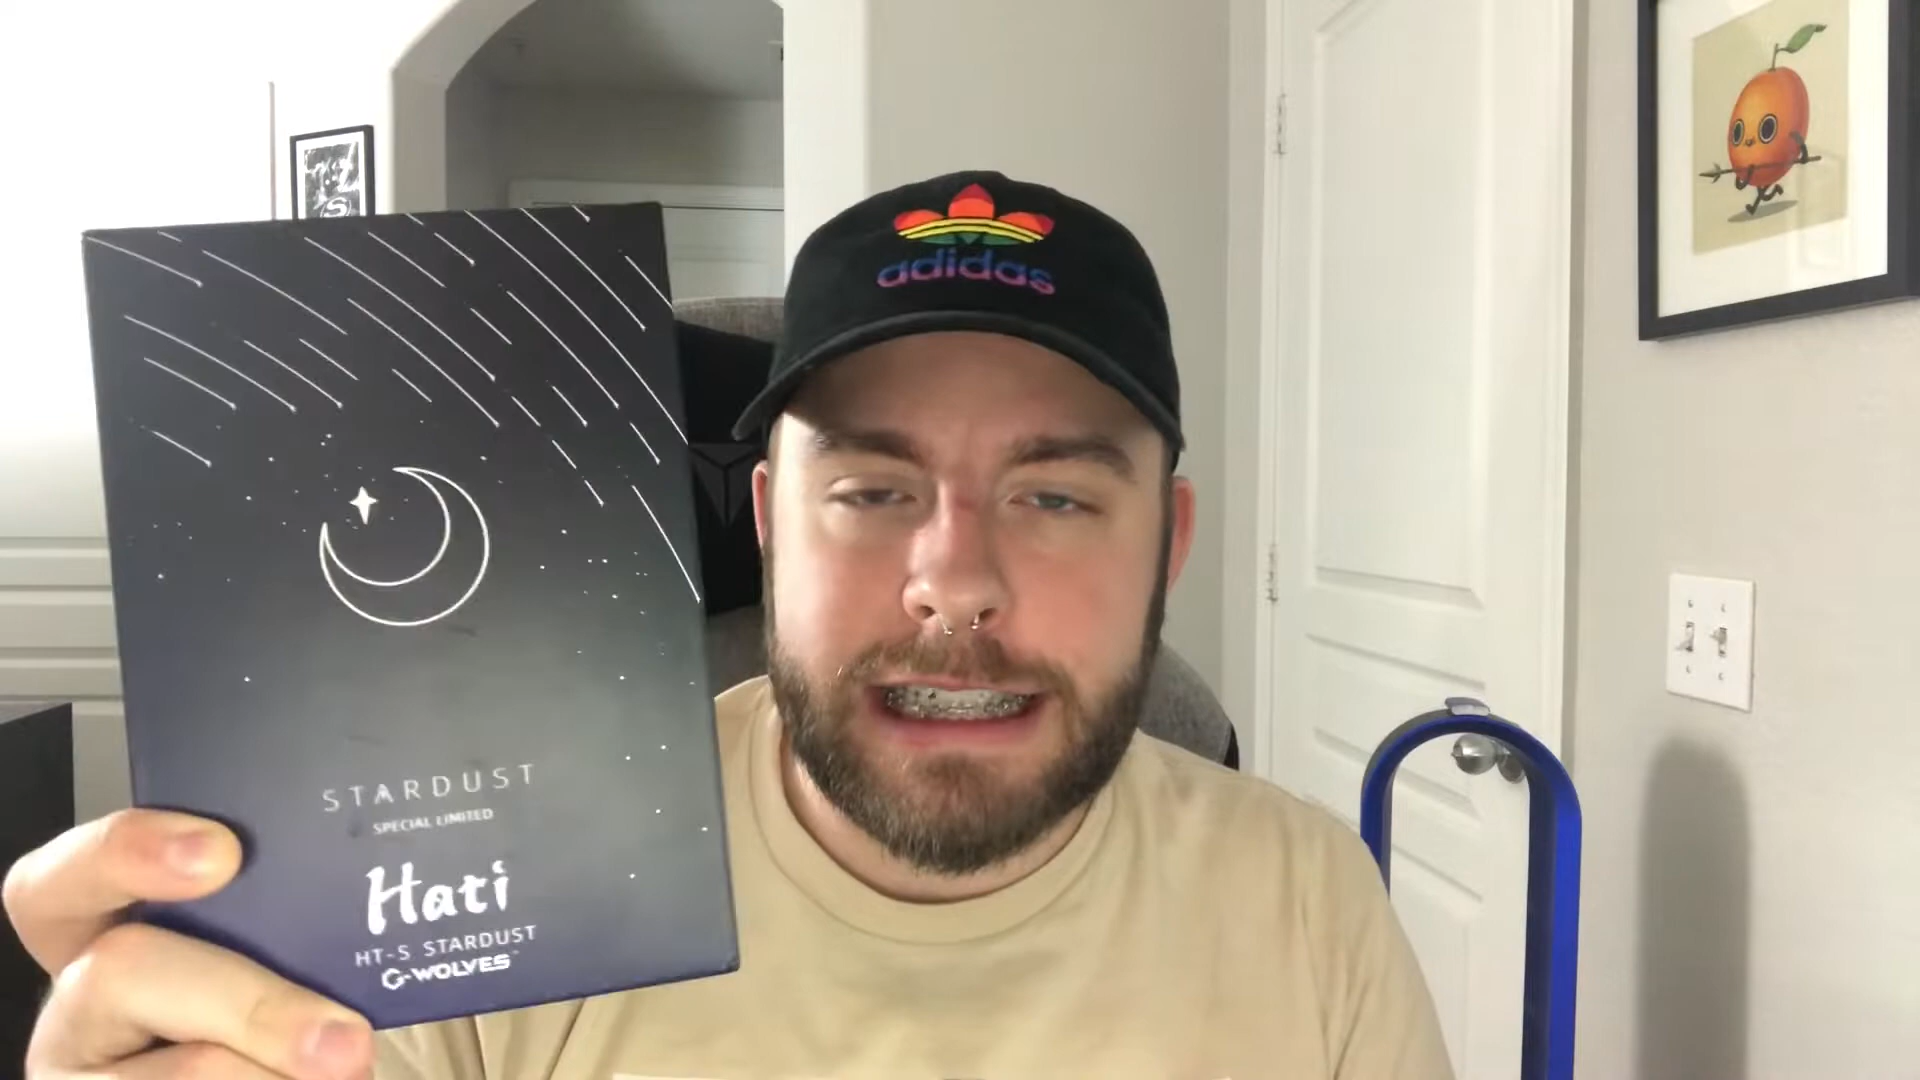 adidas
STARDUST
SPECIAL LIMITED
Hati
HT-S STARDUST
G-WOLVES